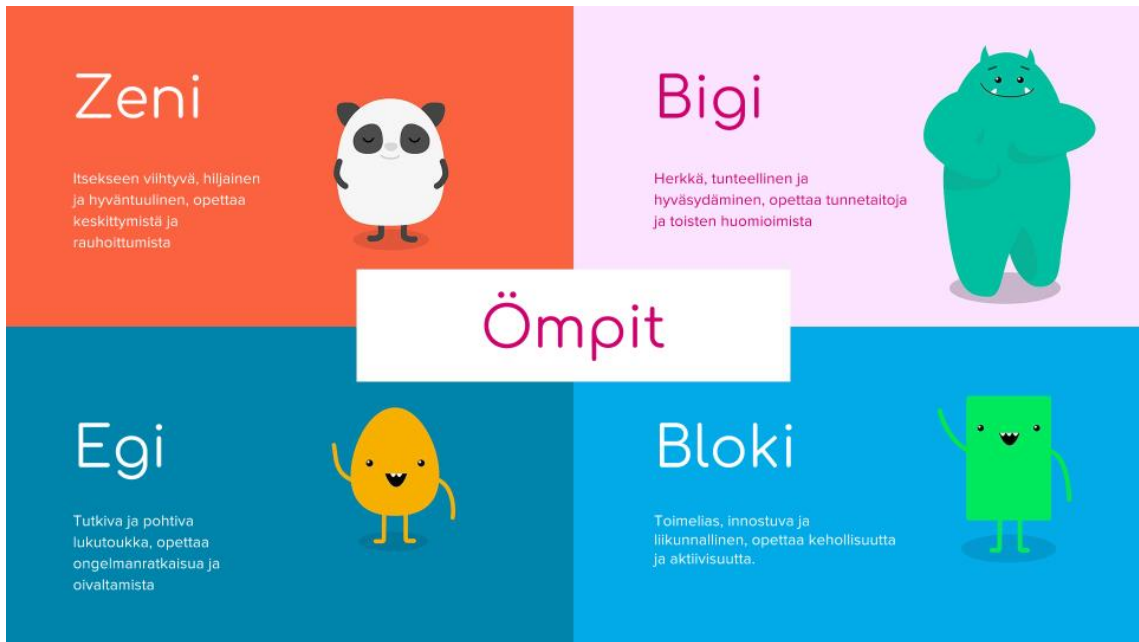 Zeni
Itsekseen viihtyvä, hiljainen
ja hyväntuulinen, opettaa
keskittymistä ja
rauhoittumista
Bigi
Herkkä, tunteellinen ja
hyväsydäminen, opettaa tunnetaitoja
ja toisten huomioimista
Ömpit
Egi
Tutkiva ja pohtiva
lukutoukka, opettaa
ongelmanratkaisua ja
oivaltamista
Bloki
Toimelias, innostuva ja
liikunnallinen, opettaa kehollisuutta
ja aktiivisuutta.